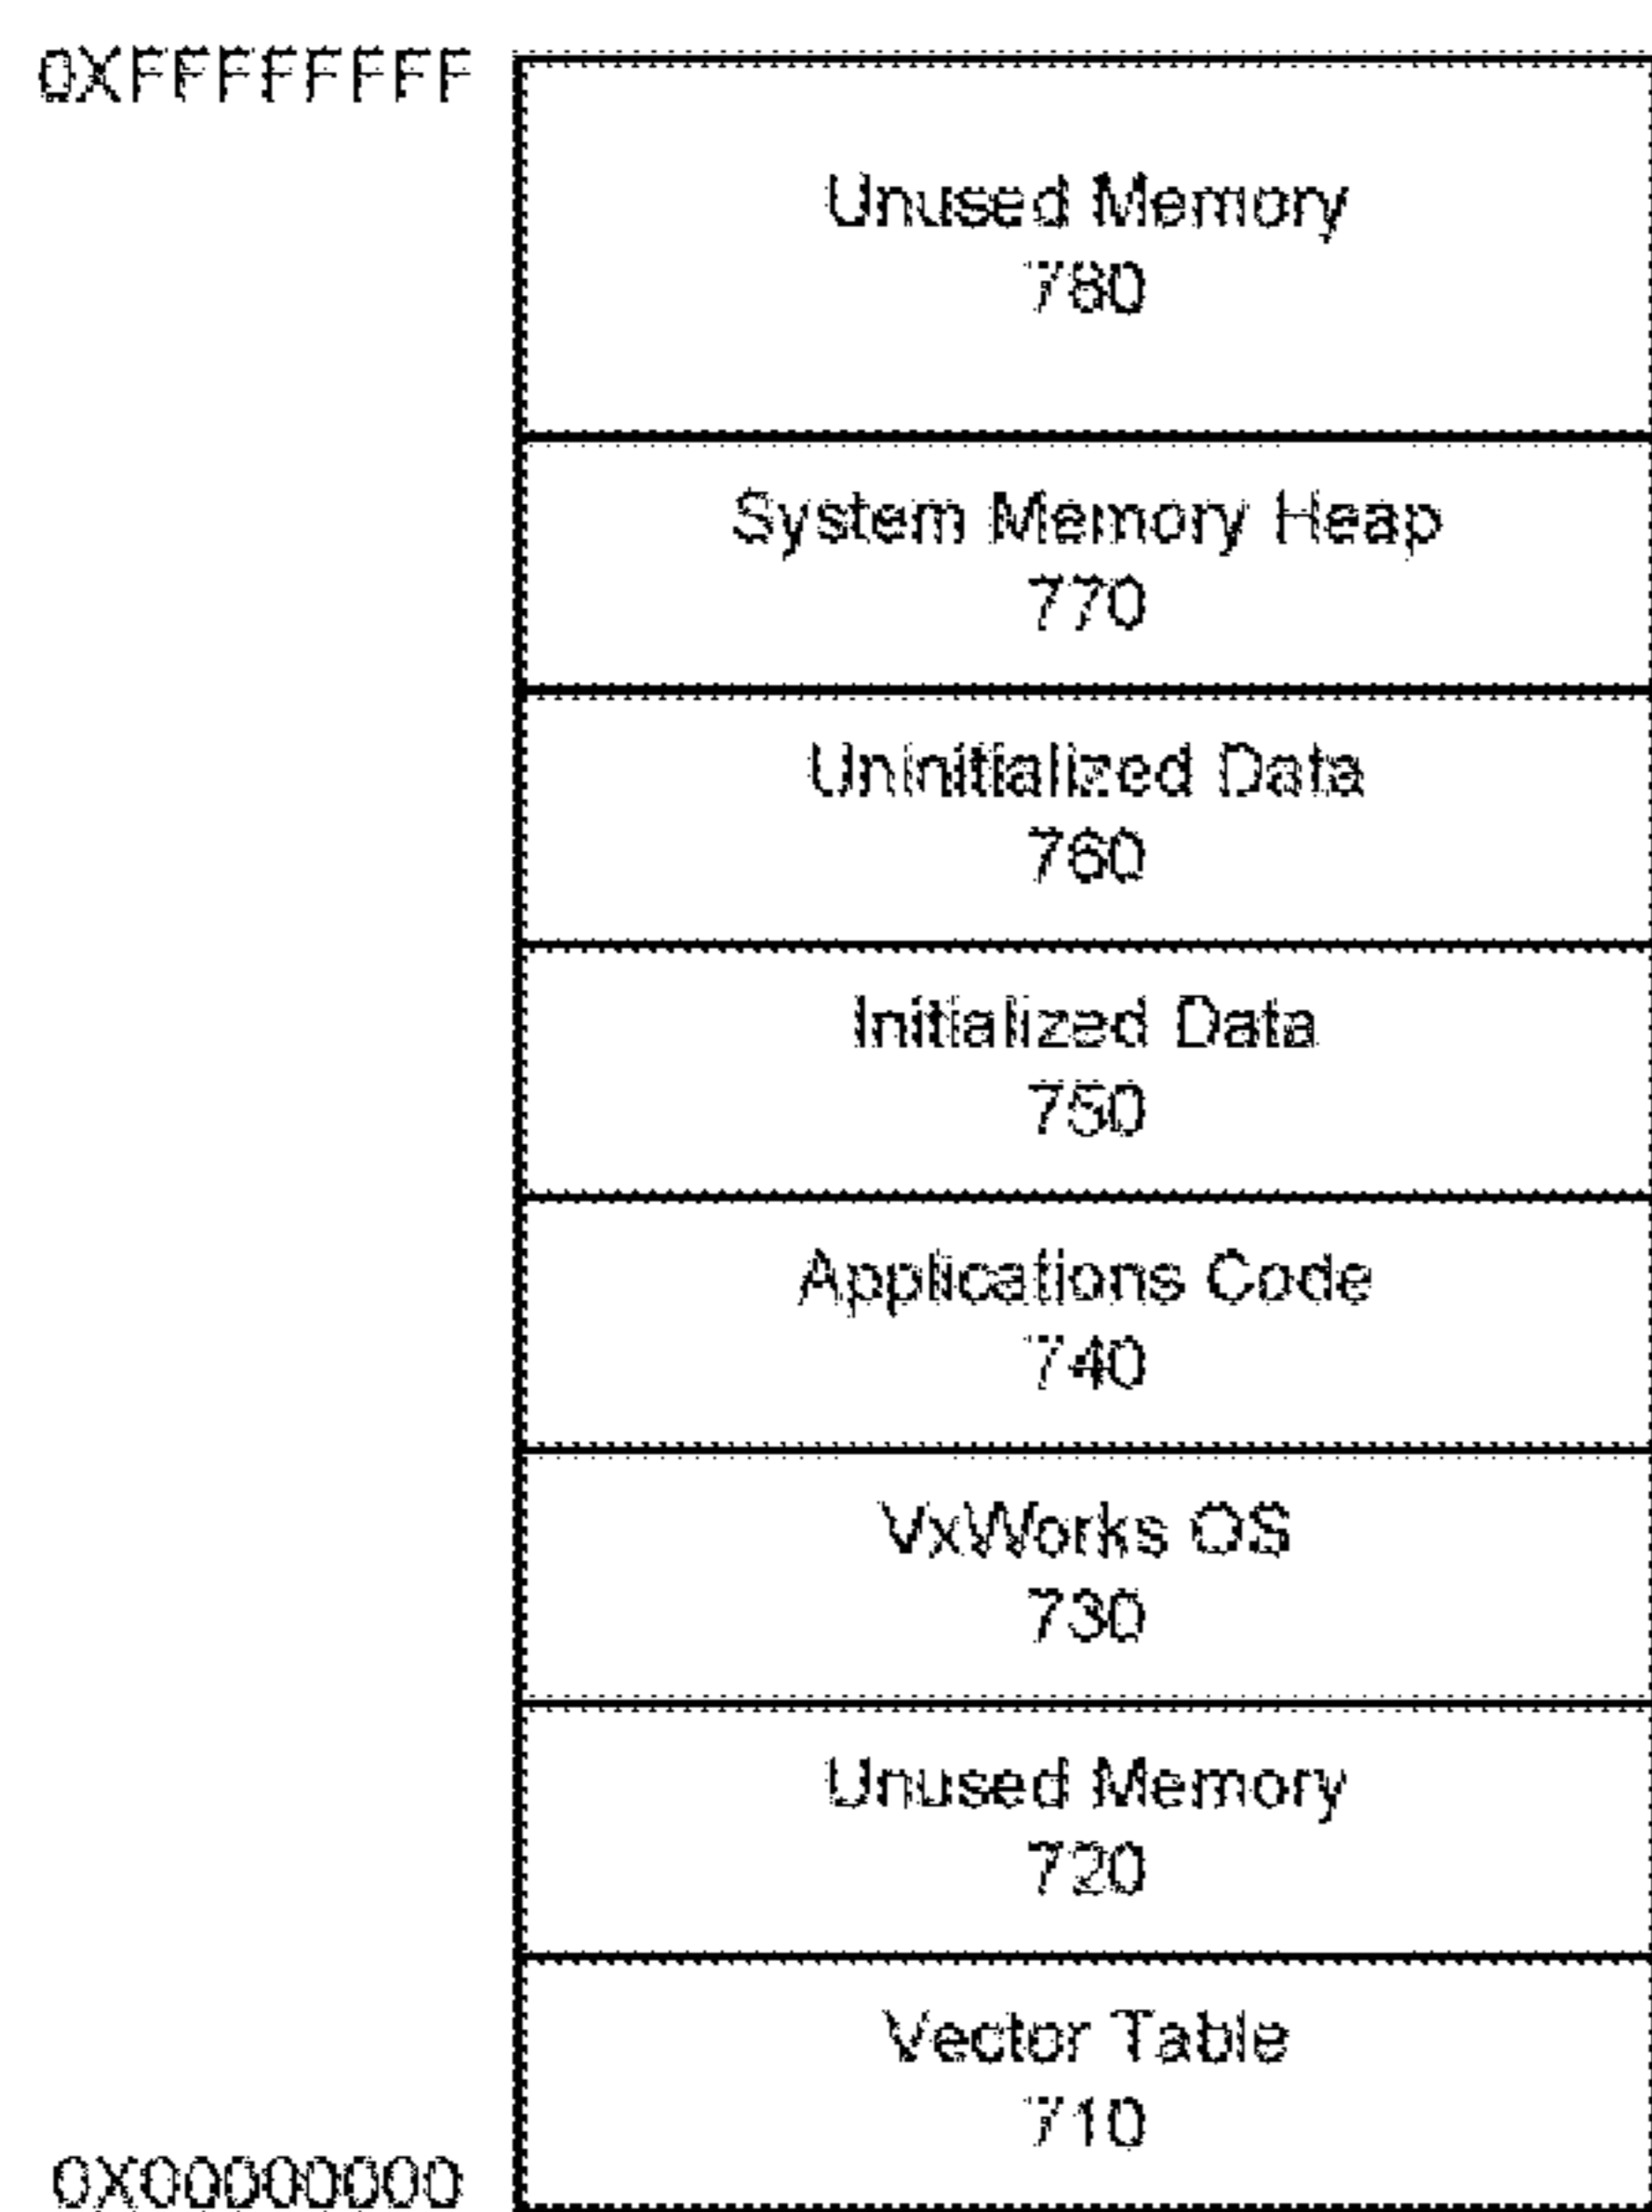 0XFFFFFFFF
Unused Memory
780
System Memory Heap
770
Uninitialized Data
760
Initialized Data
750
Applications Code
740
VxWorks OS
730
Unused Memory
720
Vector Table
710
0X00000000